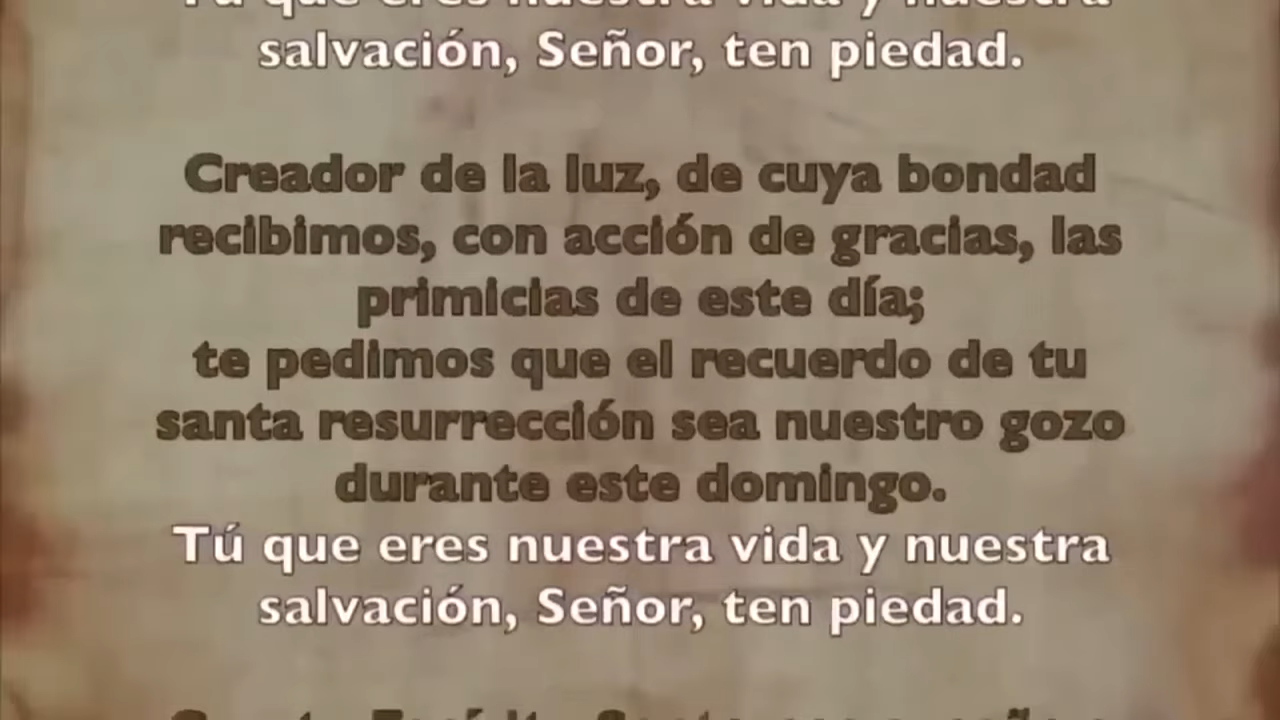 Tú que eres nuestra vida y nuestra
salvación, Señor, ten piedad.
Creador de la luz, de cuya bondad
recibimos, con acción de gracias, las
primicias de este día;
te pedimos que el recuerdo de tu
santa resurrección sea nuestro gozo
durante este domingo.
Tú que eres nuestra vida y nuestra
salvación, Señor, ten piedad.